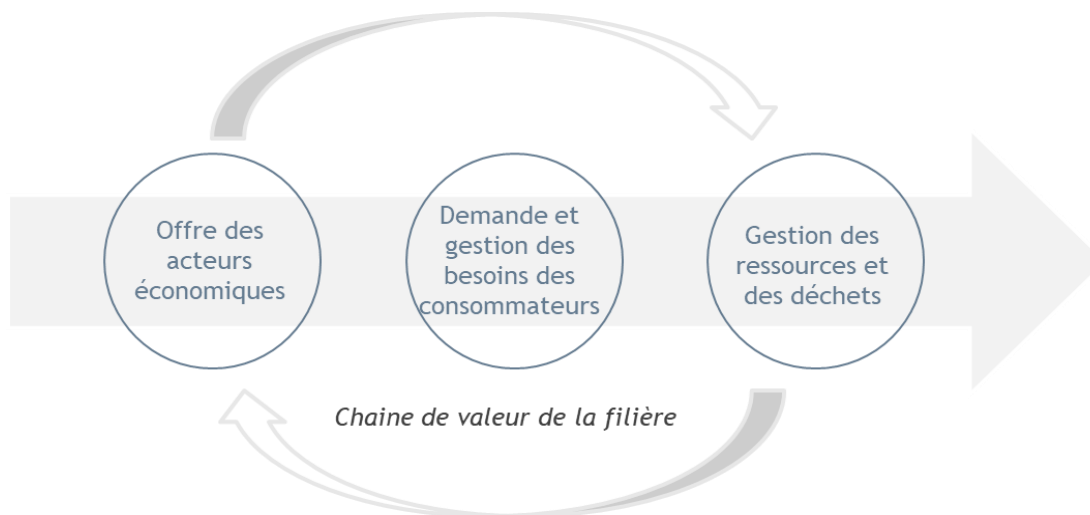 Offre des
acteurs
économiques
Demande et
gestion des
besoins des
consommateurs
Gestion des
ressources et
des déchets
Chaine de valeur de la filière